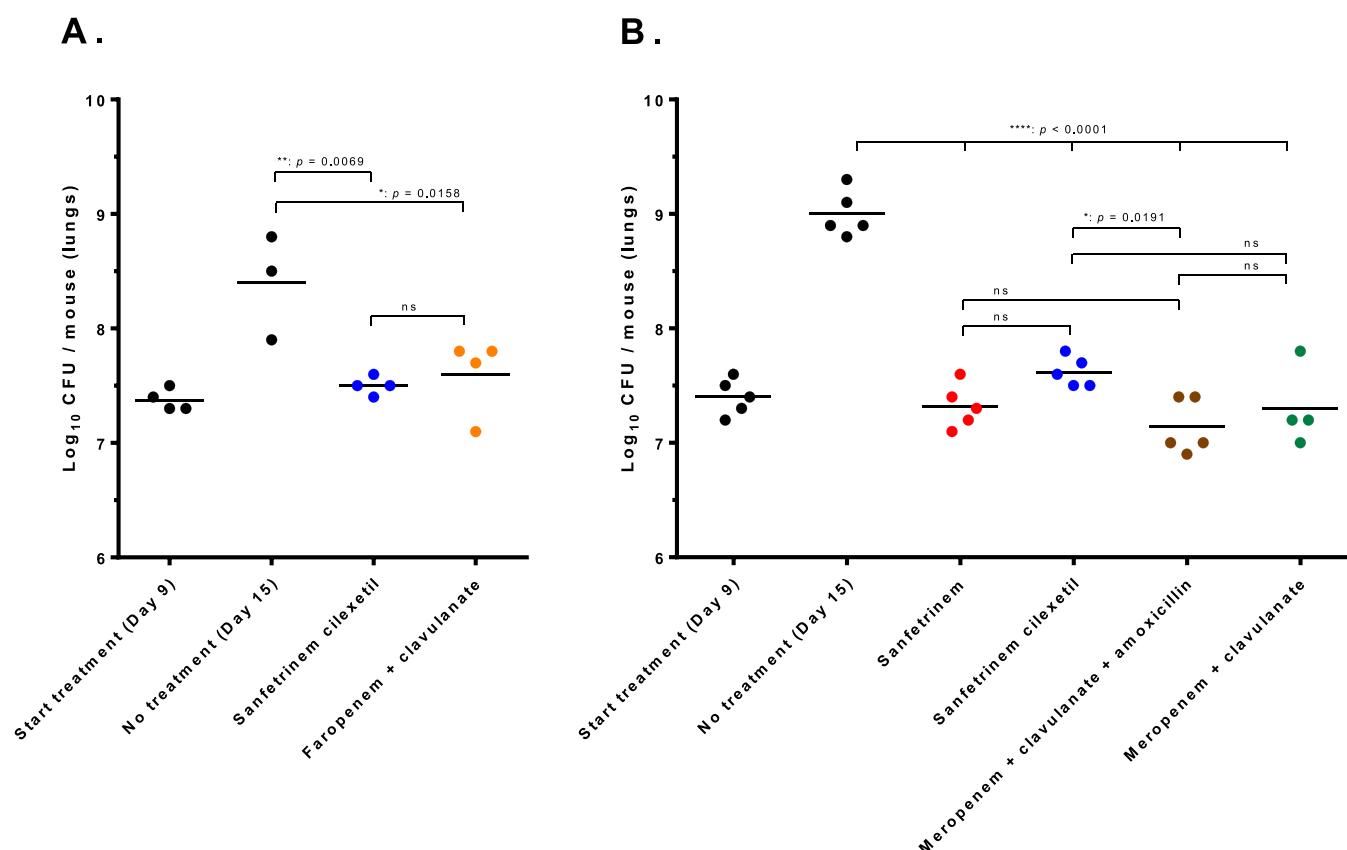 A.
B.
Log10 CFU / mouse (lungs)
10
9
8
7
6
**: p = 0.0069
*: p = 0.0158
ns
Start treatment (Day 9)
No treatment (Day 15)
Sanfetrinem cilexetil
Faropenem + clavulanate
Log10 CFU / mouse (lungs)
10
9
8
7
6
****: p < 0.0001
*: p = 0.0191
ns
ns
ns
ns
Start treatment (Day 9)
No treatment (Day 15)
Sanfetrinem
Sanfetrinem cilexetil
Meropenem + clavulanate + amoxicillin
Meropenem + clavulanate